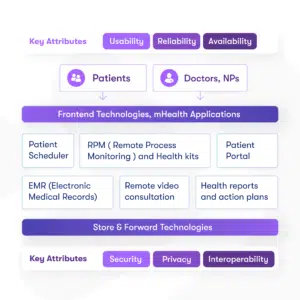 Key Attributes Usability Reliability Availability
Patients Doctors, NPs
Frontend Technologies, mHealth Applications
Patient
Scheduler
RPM ( Remote Process
Monitoring ) and Health kits
Patient
Portal
EMR (Electronic
Medical Records)
Remote video
consultation
Health reports
and action plans
Store & Forward Technologies
Key Attributes Security Privacy Interoperability